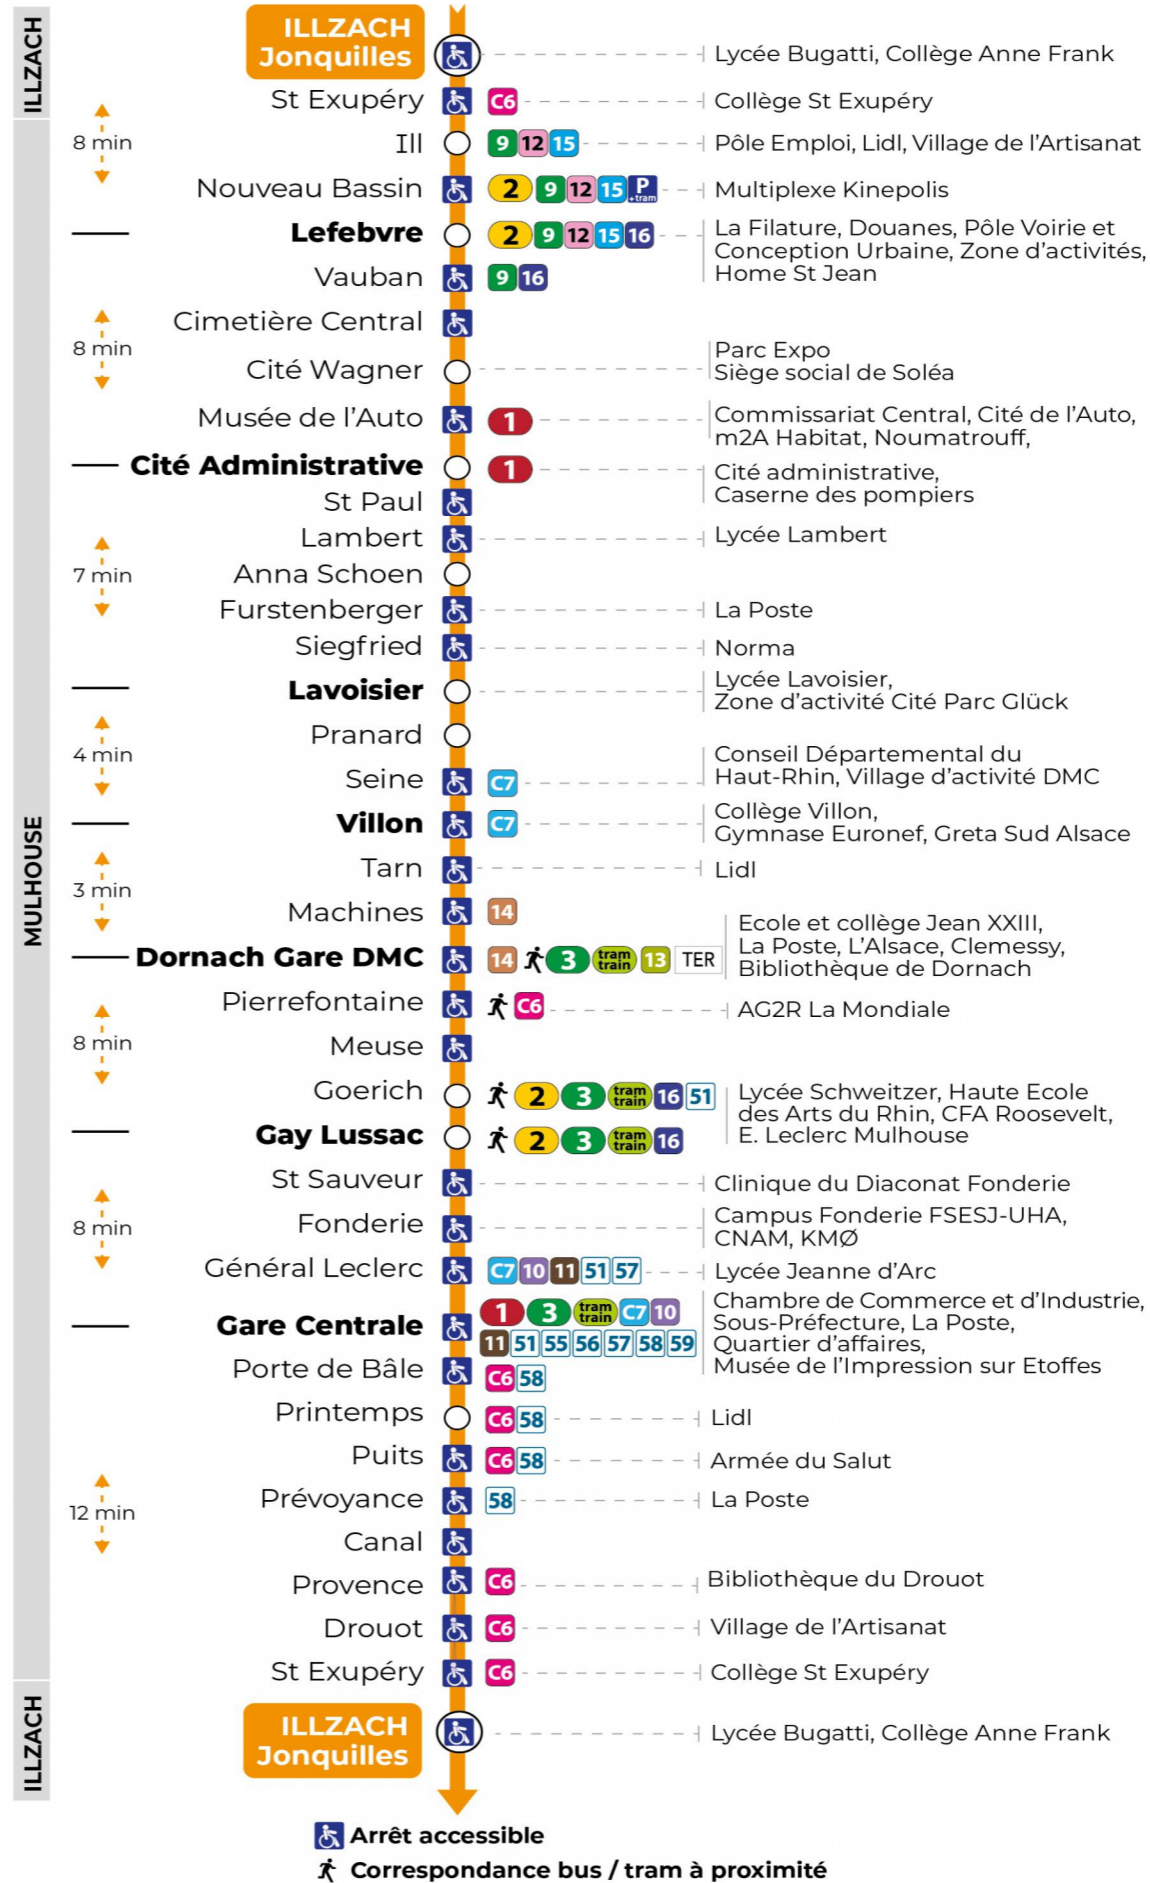 ILLZACH
ILLZACH
Jonquilles
Lycée Bugatti, Collège Anne Frank
St Exupéry C6 Collège St Exupéry
MULHOUSE
8 min
Ill 9 12 15 Pôle Emploi, Lidl, Village de l'Artisanat
Nouveau Bassin 2 9 12 15 P +tram Multiplexe Kinepolis
Lefebvre 2 9 12 15 16
La Filature, Douanes, Pôle Voirie et
Conception Urbaine, Zone d'activités,
Home St Jean
Vauban 9 16
Cimetière Central
8 min
Cité Wagner
Parc Expo
Siège social de Soléa
Musée de l'Auto 1
Commissariat Central, Cité de l'Auto,
m2A Habitat, Noumatrouff,
Cité Administrative 1
Cité administrative,
Caserne des pompiers
St Paul
Lambert Lycée Lambert
7 min
Anna Schoen
Furstenberger La Poste
Siegfried Norma
Lavoisier
Lycée Lavoisier,
Zone d'activité Cité Parc Glück
Pranard
4 min
Seine C7
Conseil Départemental du
Haut-Rhin, Village d'activité DMC
Villon C7
Collège Villon,
Gymnase Euronef, Greta Sud Alsace
Tarn Lidl
3 min
Machines 14
Dornach Gare DMC 14 3 tram train 13 TER
Ecole et collège Jean XXIII,
La Poste, L'Alsace, Clemessy,
Bibliothèque de Dornach
Pierrefontaine C6 AG2R La Mondiale
8 min
Meuse
Goerich 2 3 tram train 16 51
Lycée Schweitzer, Haute Ecole
des Arts du Rhin, CFA Roosevelt,
E. Leclerc Mulhouse
Gay Lussac 2 3 tram train 16
St Sauveur Clinique du Diaconat Fonderie
8 min
Fonderie
Campus Fonderie FSESJ-UHA,
CNAM, KMØ
Général Leclerc C7 10 11 51 57 Lycée Jeanne d'Arc
Gare Centrale
1 3 tram train C7 10
11 51 55 56 57 58 59
Chambre de Commerce et d'Industrie,
Sous-Préfecture, La Poste,
Quartier d'affaires,
Musée de l'Impression sur Etoffes
Porte de Bâle C6 58
Printemps C6 58 Lidl
Puits C6 58 Armée du Salut
12 min
Prévoyance 58 La Poste
Canal
Provence C6 Bibliothèque du Drouot
Drouot C6 Village de l'Artisanat
St Exupéry C6 Collège St Exupéry
ILLZACH
ILLZACH
Jonquilles
Lycée Bugatti, Collège Anne Frank
Arrêt accessible
Correspondance bus / tram à proximité